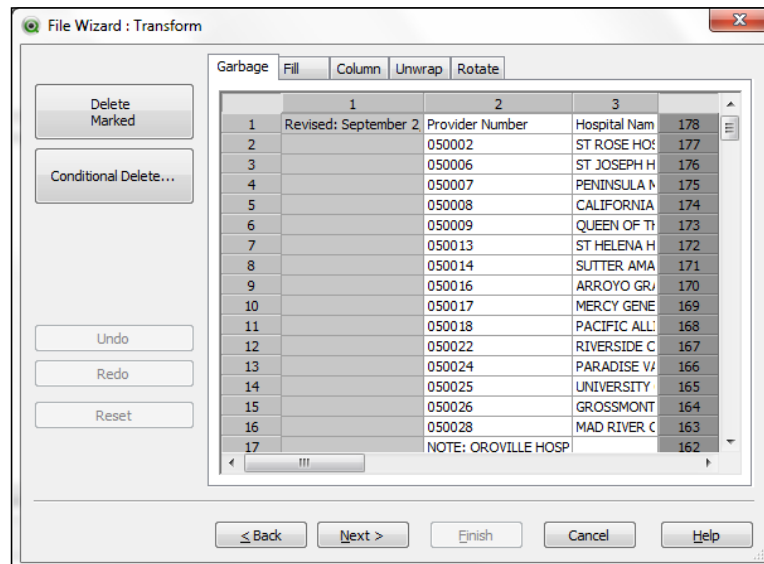 File Wizard : Transform
Garbage Fill Column Unwrap Rotate
Delete
Marked
Conditional Delete...
Undo
Redo
Reset
1 2 3
1 Revised: September 2 Provider Number Hospital Nam 178
2 050002 ST ROSE HOS 177
3 050006 ST JOSEPH H 176
4 050007 PENINSULA M 175
5 050008 CALIFORNIA 174
6 050009 QUEEN OF TH 173
7 050013 ST HELENA H 172
8 050014 SUTTER AMA 171
9 050016 ARROYO GRA 170
10 050017 MERCY GENE 169
11 050018 PACIFIC ALL 168
12 050022 RIVERSIDE C 167
13 050024 PARADISE VA 166
14 050025 UNIVERSITY 165
15 050026 GROSSMONT 164
16 050028 MAD RIVER C 163
17 NOTE: OROVILLE HOSP 162
< Back Next > Finish Cancel Help